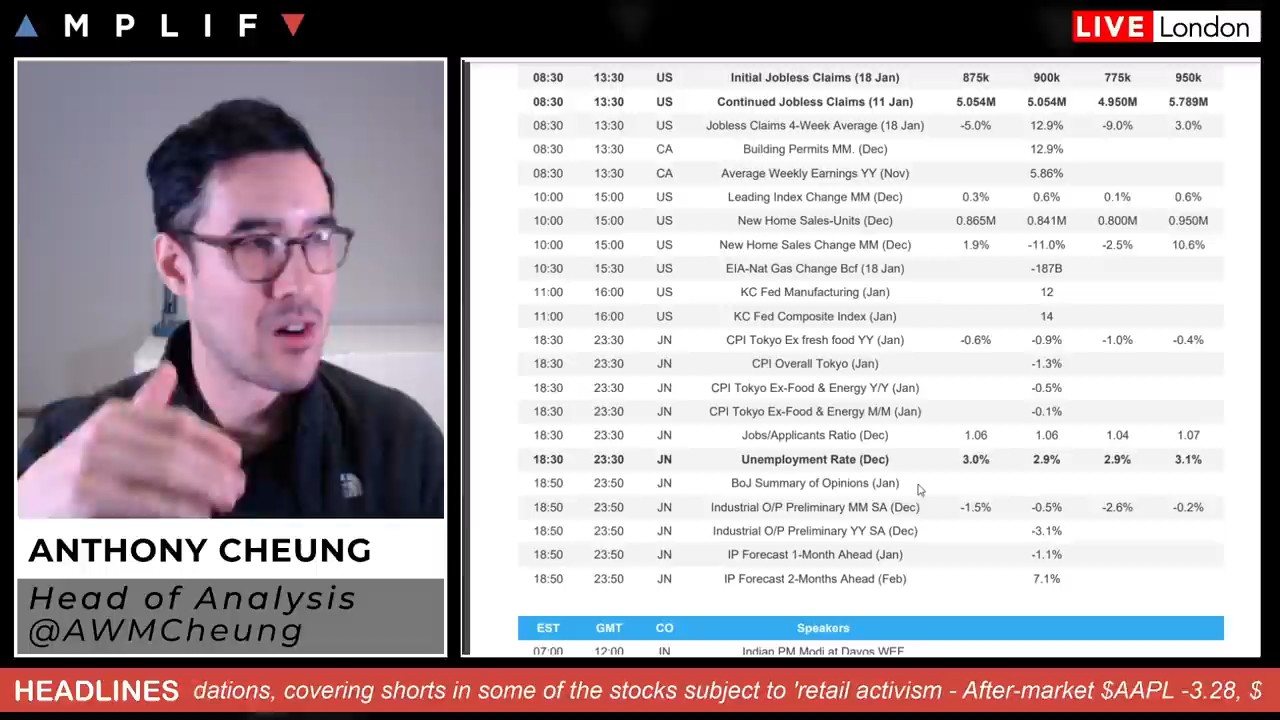 AMPLIFY
LIVE London
08:30 13:30 US Initial Jobless Claims (18 Jan) 875k 900k 775k 950k
08:30 13:30 US Continued Jobless Claims (11 Jan) 5.054M 5.054M 4.950M 5.789M
08:30 13:30 US Jobless Claims 4-Week Average (18 Jan) -5.0% 12.9% -9.0% 3.0%
08:30 13:30 CA Building Permits MM. (Dec) 12.9%
08:30 13:30 CA Average Weekly Earnings YY (Nov) 5.86%
10:00 15:00 US Leading Index Change MM (Dec) 0.3% 0.6% 0.1% 0.6%
10:00 15:00 US New Home Sales-Units (Dec) 0.865M 0.841M 0.800M 0.950M
10:00 15:00 US New Home Sales Change MM (Dec) 1.9% -11.0% -2.5% 10.6%
10:30 15:30 US EIA-Nat Gas Change Bcf (18 Jan) -187B
11:00 16:00 US KC Fed Manufacturing (Jan) 12
11:00 16:00 US KC Fed Composite Index (Jan) 14
18:30 23:30 JN CPI Tokyo Ex fresh food YY (Jan) -0.6% -0.9% -1.0% -0.4%
18:30 23:30 JN CPI Overall Tokyo (Jan) -1.3%
18:30 23:30 JN CPI Tokyo Ex-Food & Energy Y/Y (Jan) -0.5%
18:30 23:30 JN CPI Tokyo Ex-Food & Energy M/M (Jan) -0.1%
18:30 23:30 JN Jobs/Applicants Ratio (Dec) 1.06 1.06 1.04 1.07
18:30 23:30 JN Unemployment Rate (Dec) 3.0% 2.9% 2.9% 3.1%
18:50 23:50 JN BoJ Summary of Opinions (Jan)
18:50 23:50 JN Industrial O/P Preliminary MM SA (Dec) -1.5% -0.5% -2.6% -0.2%
18:50 23:50 JN Industrial O/P Preliminary YY SA (Dec) -3.1%
18:50 23:50 JN IP Forecast 1-Month Ahead (Jan) -1.1%
18:50 23:50 JN IP Forecast 2-Months Ahead (Feb) 7.1%
EST GMT CO Speakers
07:00 12:00 IN Indian PM Modi at Davos WEF
ANTHONY CHEUNG
Head of Analysis
@AWMCheung
HEADLINES dations, covering shorts in some of the stocks subject to 'retail activism - After-market $AAPL -3.28, $